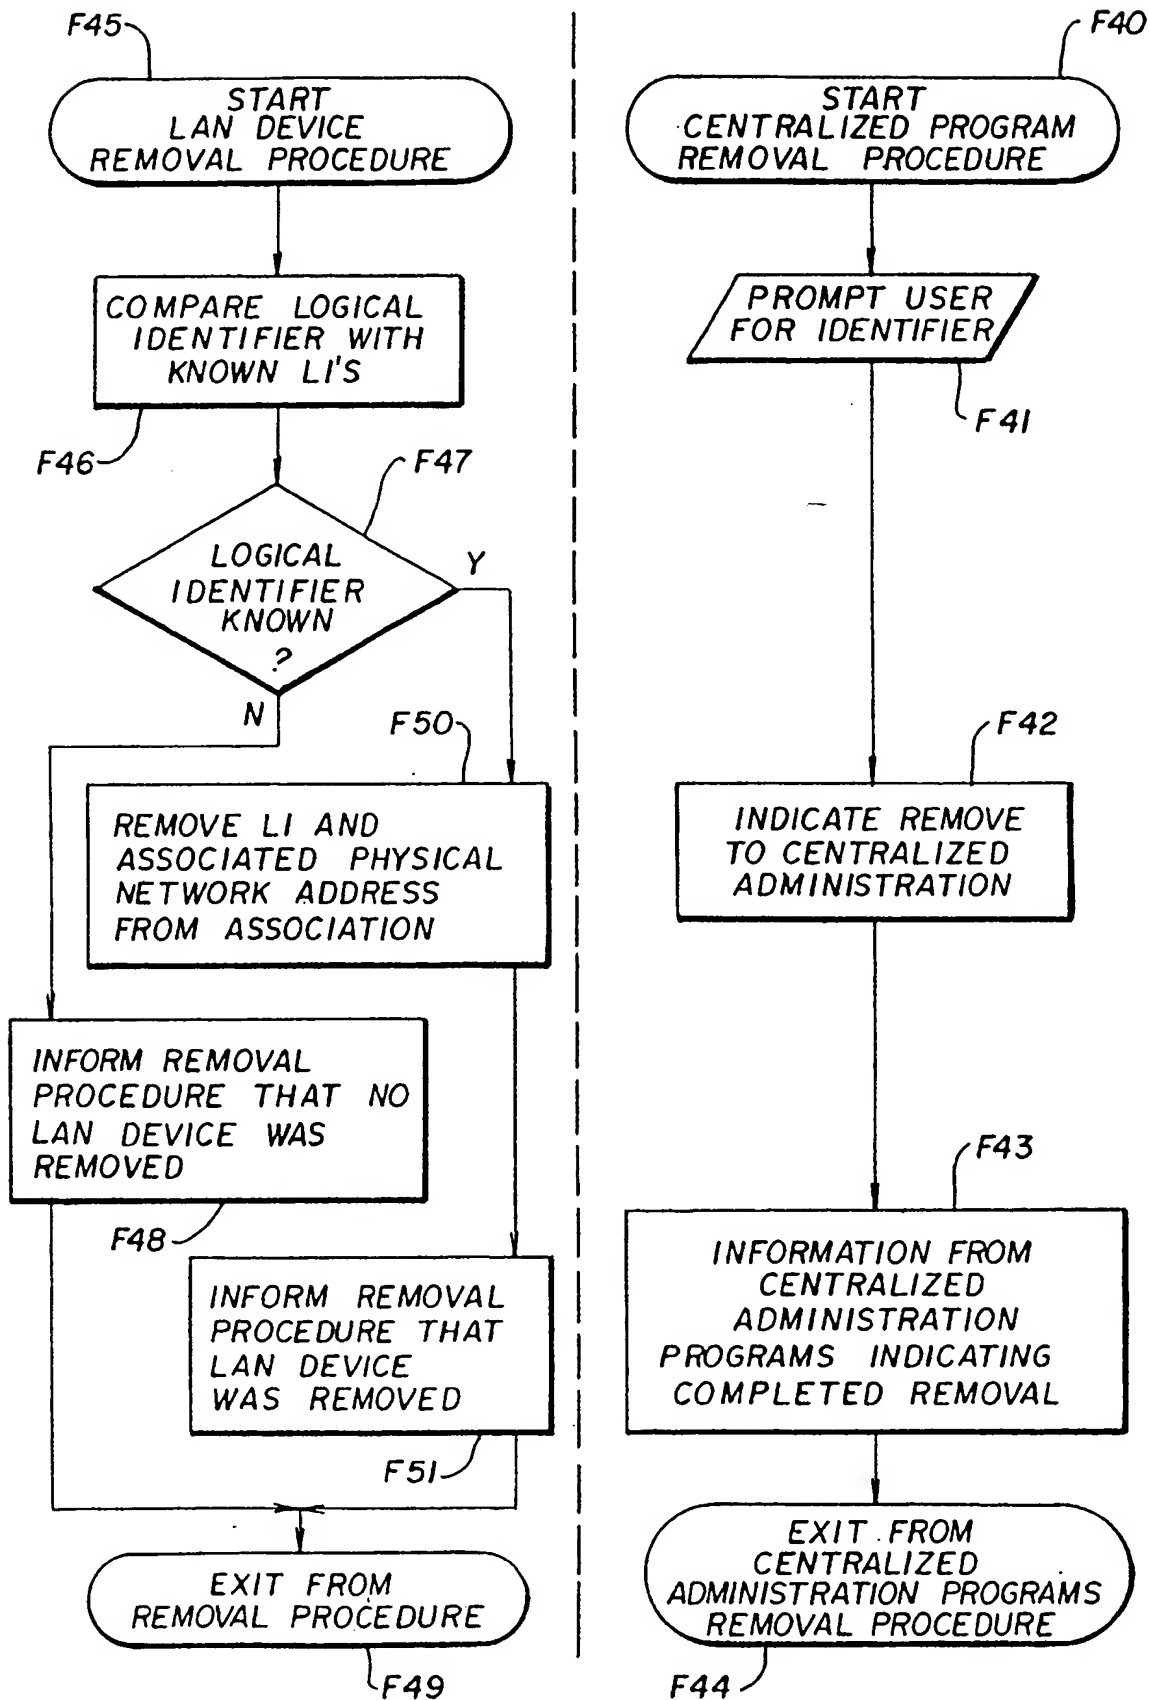 F45
START
LAN DEVICE
REMOVAL PROCEDURE
COMPARE LOGICAL
IDENTIFIER WITH
KNOWN LI'S
F46
F47
LOGICAL
IDENTIFIER
KNOWN
?
Y
N
F50
REMOVE LI AND
ASSOCIATED PHYSICAL
NETWORK ADDRESS
FROM ASSOCIATION
INFORM REMOVAL
PROCEDURE THAT NO
LAN DEVICE WAS
REMOVED
F48
INFORM REMOVAL
PROCEDURE THAT
LAN DEVICE
WAS REMOVED
F51
EXIT FROM
REMOVAL PROCEDURE
F49
F40
START
CENTRALIZED PROGRAM
REMOVAL PROCEDURE
PROMPT USER
FOR IDENTIFIER
F41
F42
INDICATE REMOVE
TO CENTRALIZED
ADMINISTRATION
F43
INFORMATION FROM
CENTRALIZED
ADMINISTRATION
PROGRAMS INDICATING
COMPLETED REMOVAL
EXIT FROM
CENTRALIZED
ADMINISTRATION PROGRAMS
REMOVAL PROCEDURE
F44